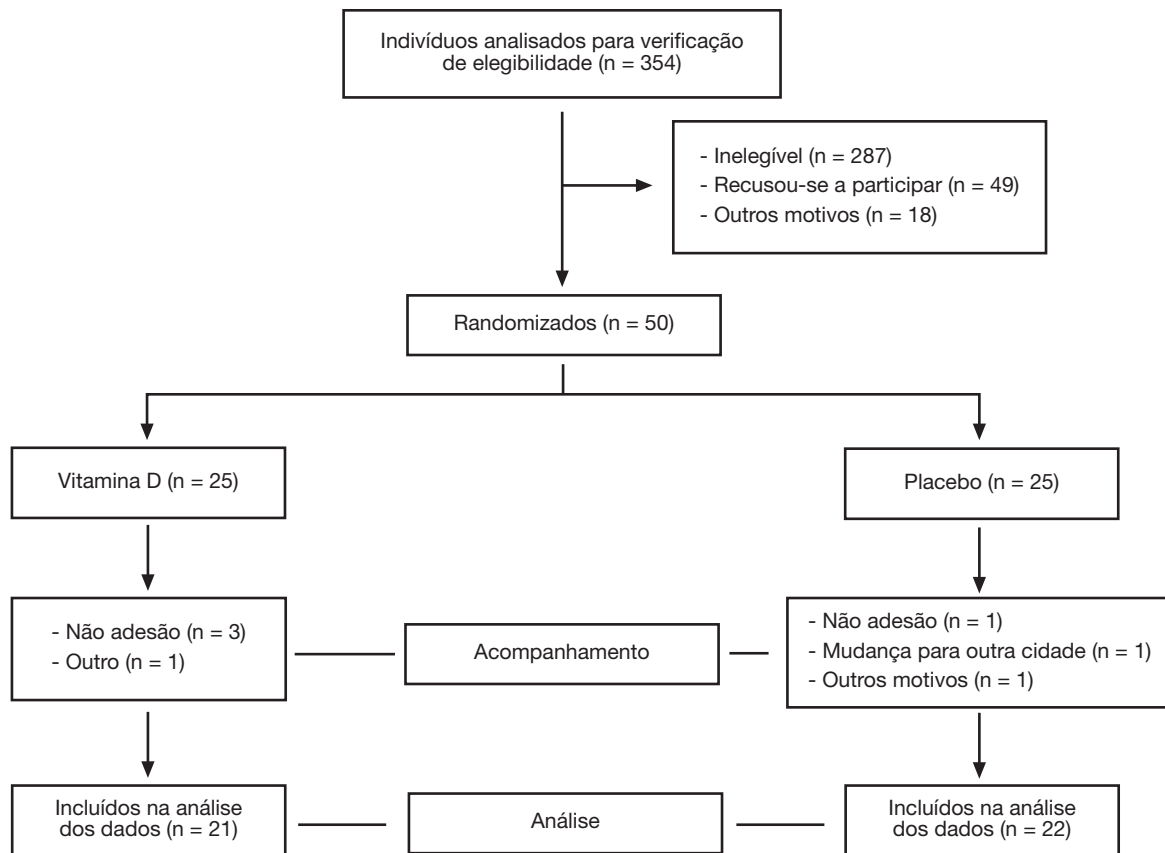 Indivíduos analisados para verificação
de elegibilidade (n = 354)
- Inelegível (n = 287)
- Recusou-se a participar (n = 49)
- Outros motivos (n = 18)
Randomizados (n = 50)
Vitamina D (n = 25)
Placebo (n = 25)
- Não adesão (n = 3)
- Outro (n = 1)
Acompanhamento
- Não adesão (n = 1)
- Mudança para outra cidade (n = 1)
- Outros motivos (n = 1)
Incluídos na análise
dos dados (n = 21)
Análise
Incluídos na análise
dos dados (n = 22)